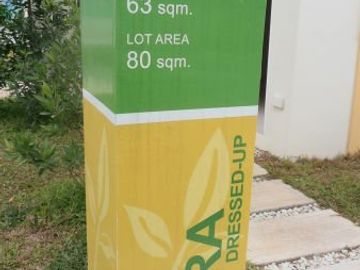 63 sqm.
LOT AREA
80 sqm.
RA
DRESSED-UP